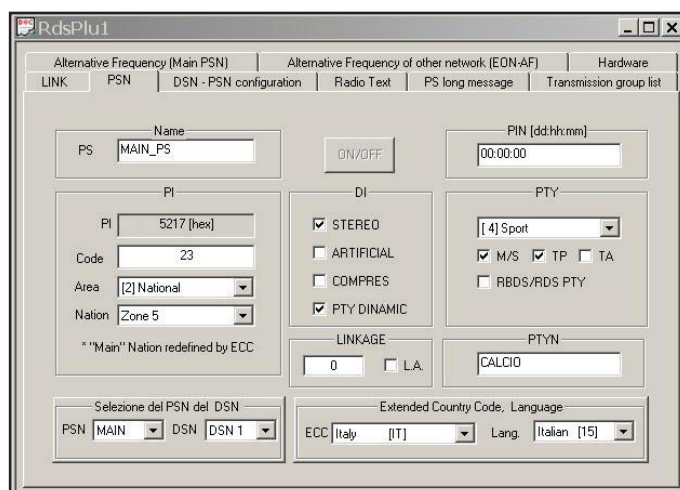 RdsPlu1
Alternative Frequency (Main PSN) Alternative Frequency of other network (EON-AF) Hardware
LINK PSN DSN - PSN configuration Radio Text PS long message Transmission group list
Name
PS MAIN_PS
ON/OFF
PIN [dd:hh:mm]
00:00:00
PI
PI 5217 [hex]
Code 23
Area [2] National
Nation Zone 5
* "Main" Nation redefined by ECC
DI
STEREO
ARTIFICIAL
COMPRES
PTY DINAMIC
PTY
[ 4] Sport
M/S TP TA
RBDS/RDS PTY
LINKAGE
0 L.A.
PTYN
CALCIO
Selezione del PSN del DSN
PSN MAIN DSN DSN 1
Extended Country Code, Language
ECC Italy [IT] Lang. Italian [15]